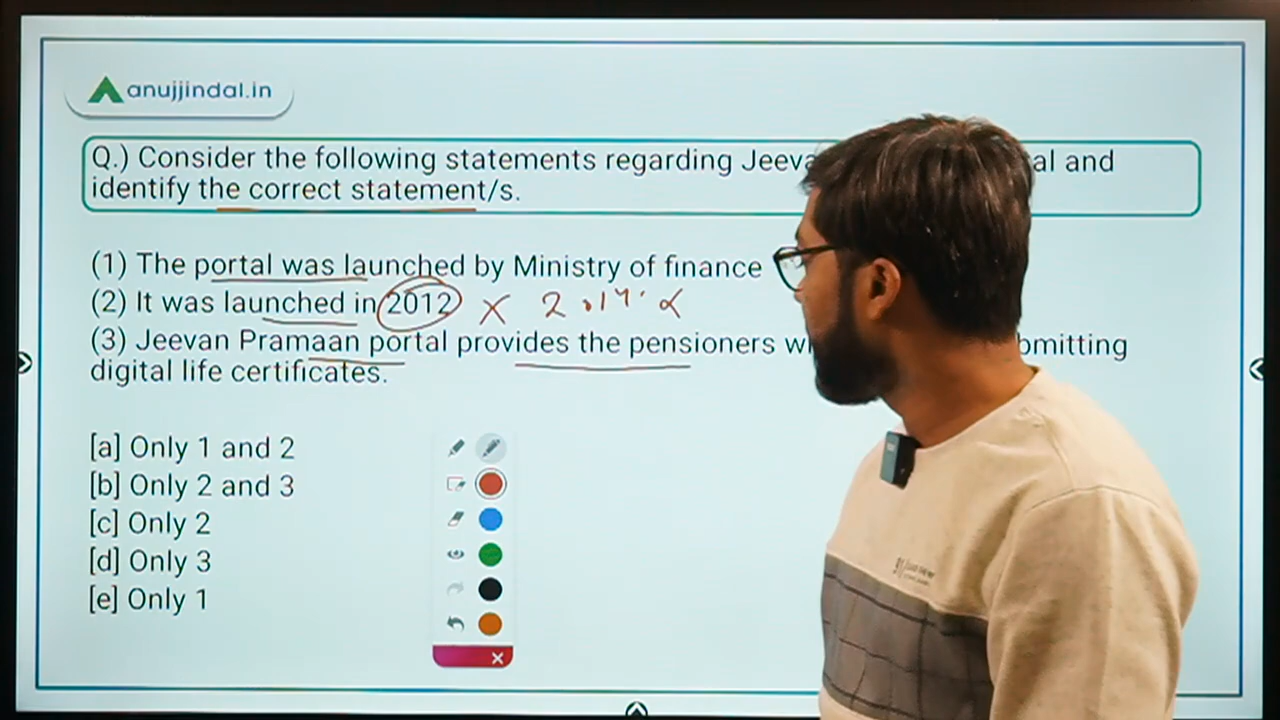 anujjindal.in
Q.) Consider the following statements regarding Jeeva al and
identify the correct statement/s.
(1) The portal was launched by Ministry of finance
(2) It was launched in 2012 X 2014
(3) Jeevan Pramaan portal provides the pensioners bmitting
digital life certificates.
[a] Only 1 and 2
[b] Only 2 and 3
[c] Only 2
[d] Only 3
[e] Only 1